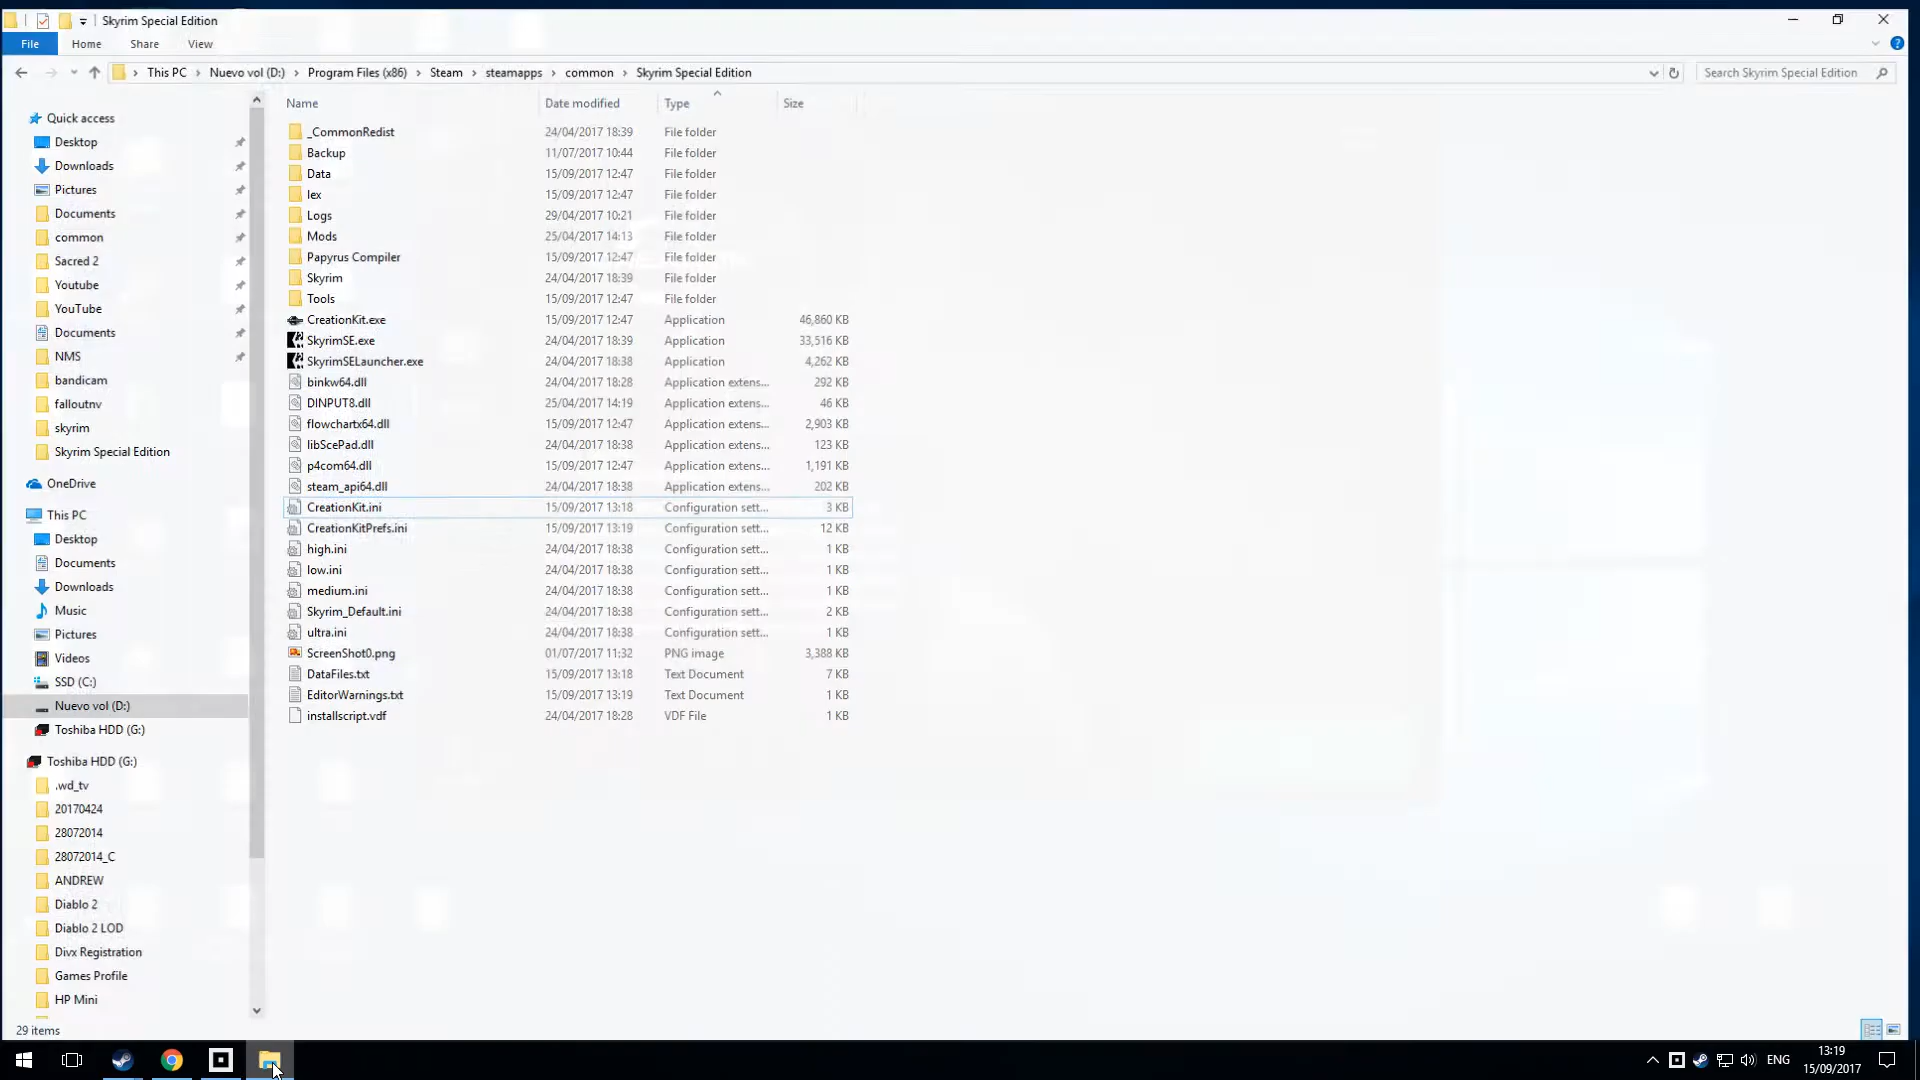 Skyrim Special Edition
File Home Share View
This PC Nuevo vol (D:) Program Files (x86) Steam steamapps common Skyrim Special Edition Search Skyrim Special Edition
Name Date modified Type Size
Quick access
Desktop
Downloads
Pictures
Documents
common
Sacred 2
Youtube
YouTube
Documents
NMS
bandicam
falloutnv
skyrim
Skyrim Special Edition
OneDrive
This PC
Desktop
Documents
Downloads
Music
Pictures
Videos
SSD (C:)
Nuevo vol (D:)
Toshiba HDD (G:)
Toshiba HDD (G:)
.wd_tv
20170424
28072014
28072014_C
ANDREW
Diablo 2
Diablo 2 LOD
Divx Registration
Games Profile
HP Mini
_CommonRedist 24/04/2017 18:39 File folder
Backup 11/07/2017 10:44 File folder
Data 15/09/2017 12:47 File folder
lex 15/09/2017 12:47 File folder
Logs 29/04/2017 10:21 File folder
Mods 25/04/2017 14:13 File folder
Papyrus Compiler 15/09/2017 12:47 File folder
Skyrim 24/04/2017 18:39 File folder
Tools 15/09/2017 12:47 File folder
CreationKit.exe 15/09/2017 12:47 Application 46,860 KB
SkyrimSE.exe 24/04/2017 18:39 Application 33,516 KB
SkyrimSELauncher.exe 24/04/2017 18:38 Application 4,262 KB
binkw64.dll 24/04/2017 18:28 Application extens... 292 KB
DINPUT8.dll 25/04/2017 14:19 Application extens... 46 KB
flowchartx64.dll 15/09/2017 12:47 Application extens... 2,903 KB
libScePad.dll 24/04/2017 18:38 Application extens... 123 KB
p4com64.dll 15/09/2017 12:47 Application extens... 1,191 KB
steam_api64.dll 24/04/2017 18:38 Application extens... 202 KB
CreationKit.ini 15/09/2017 13:18 Configuration sett... 3 KB
CreationKitPrefs.ini 15/09/2017 13:19 Configuration sett... 12 KB
high.ini 24/04/2017 18:38 Configuration sett... 1 KB
low.ini 24/04/2017 18:38 Configuration sett... 1 KB
medium.ini 24/04/2017 18:38 Configuration sett... 1 KB
Skyrim_Default.ini 24/04/2017 18:38 Configuration sett... 2 KB
ultra.ini 24/04/2017 18:38 Configuration sett... 1 KB
ScreenShot0.png 01/07/2017 11:32 PNG image 3,388 KB
DataFiles.txt 15/09/2017 13:18 Text Document 7 KB
EditorWarnings.txt 15/09/2017 13:19 Text Document 1 KB
installscript.vdf 24/04/2017 18:28 VDF File 1 KB
29 items
ENG
13:19
15/09/2017